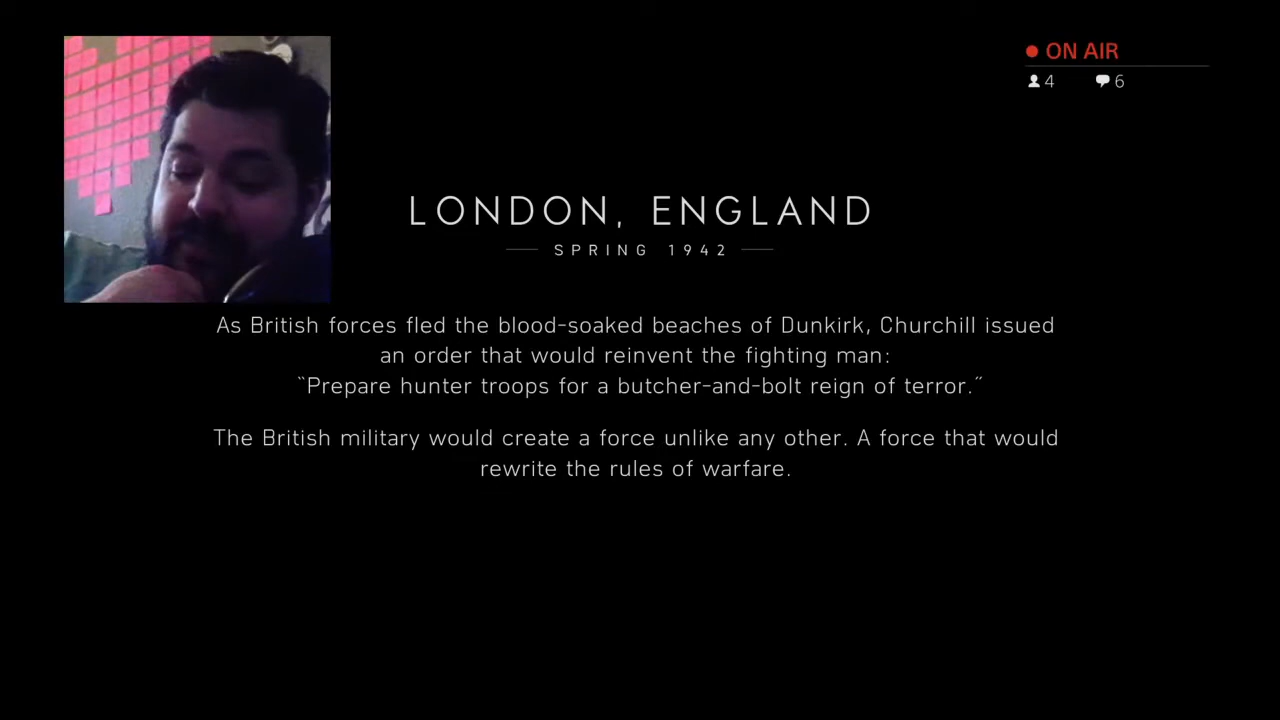 ON AIR
4 6
LONDON, ENGLAND
SPRING 1942
As British forces fled the blood-soaked beaches of Dunkirk, Churchill issued
an order that would reinvent the fighting man:
“Prepare hunter troops for a butcher-and-bolt reign of terror.”
The British military would create a force unlike any other. A force that would
rewrite the rules of warfare.